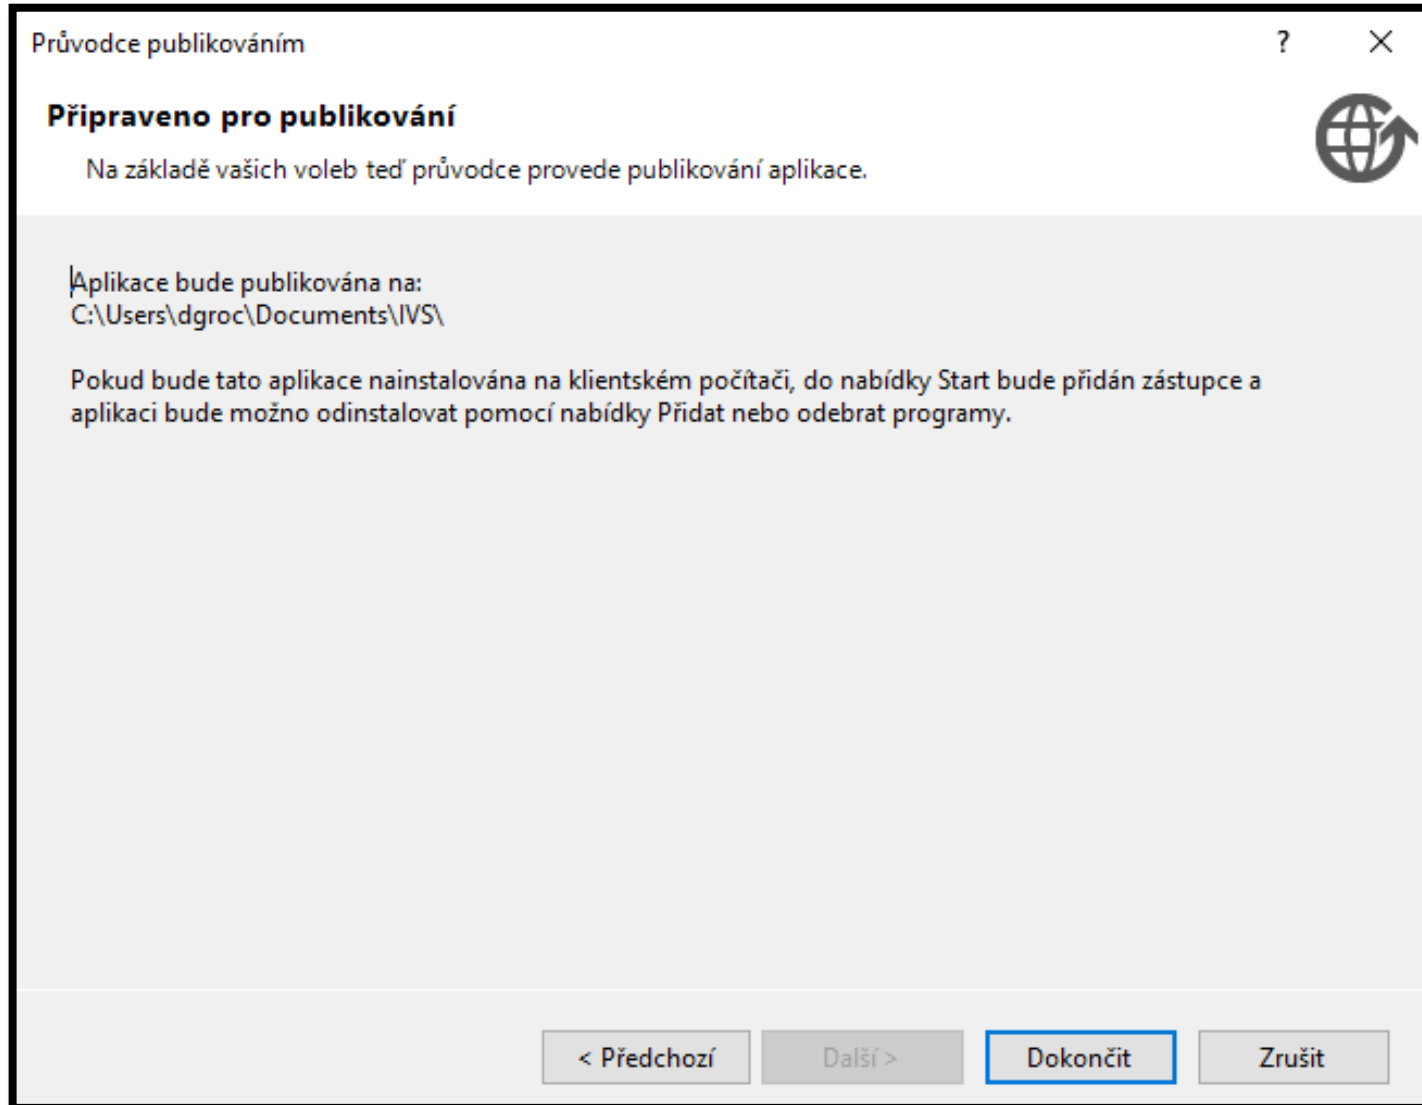 Průvodce publikováním
?
Připraveno pro publikování
Na základě vašich voleb teď průvodce provede publikování aplikace.
Aplikace bude publikována na:
C:\Users\dgroc\Documents\IVS\
Pokud bude tato aplikace nainstalována na klientském počítači, do nabídky Start bude přidán zástupce a
aplikaci bude možno odinstalovat pomocí nabídky Přidat nebo odebrat programy.
< Předchozí
Další >
Dokončit
Zrušit